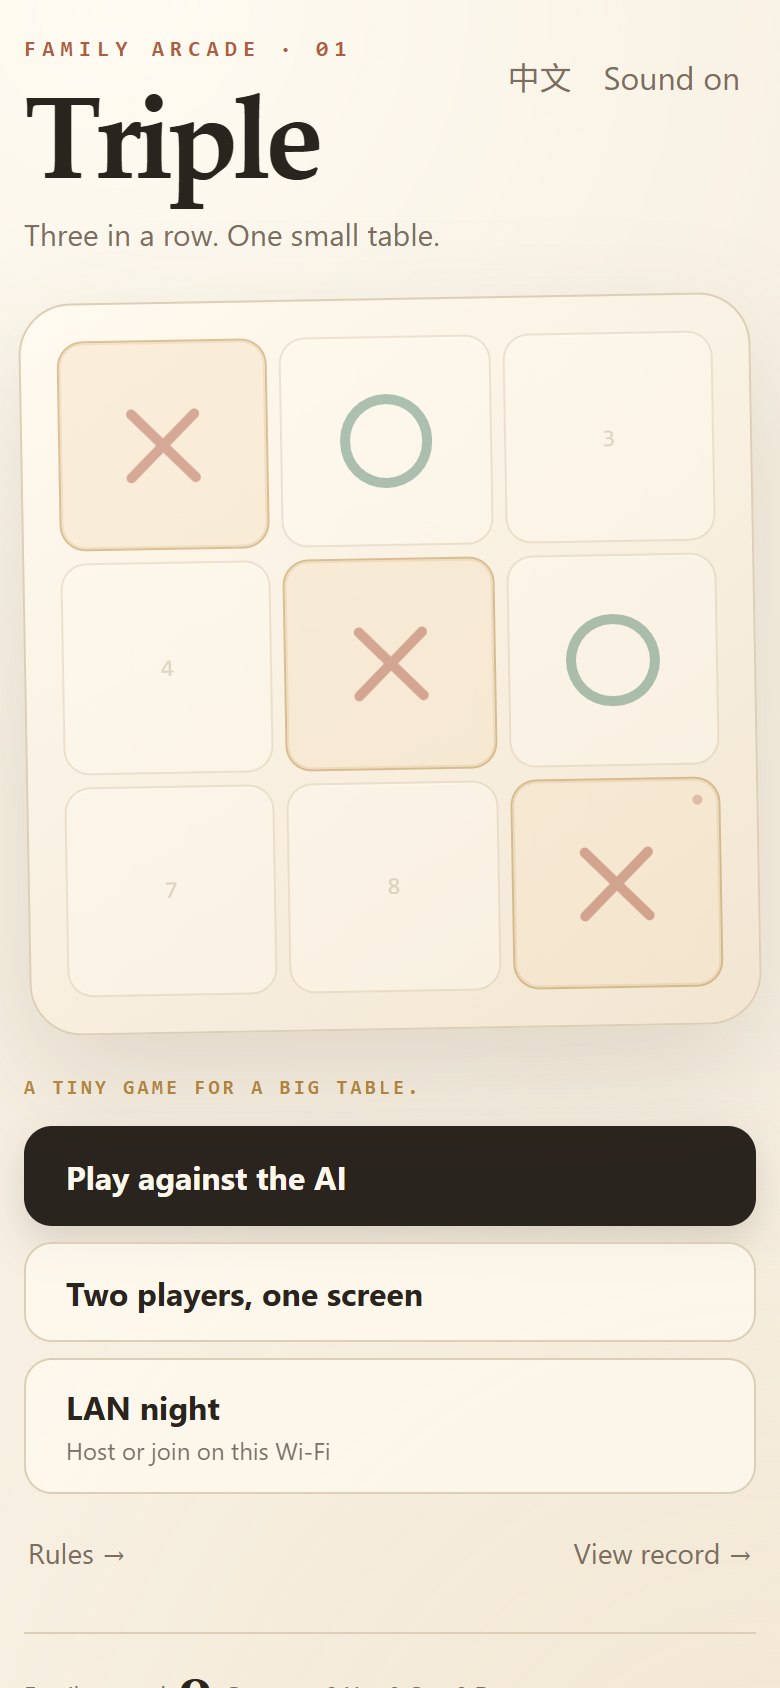 FAMILY ARCADE · 01
中文 Sound on
Triple
Three in a row. One small table.
3
4
7
8
A TINY GAME FOR A BIG TABLE.
Play against the AI
Two players, one screen
LAN night
Host or join on this Wi-Fi
Rules →
View record →